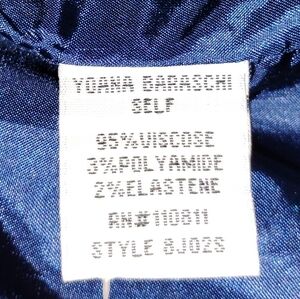 YOANA BARASCHI
SELF
95%VISCOSE
3%POLYAMIDE
2%ELASTENE
RN#110811
STYLE 8J02S